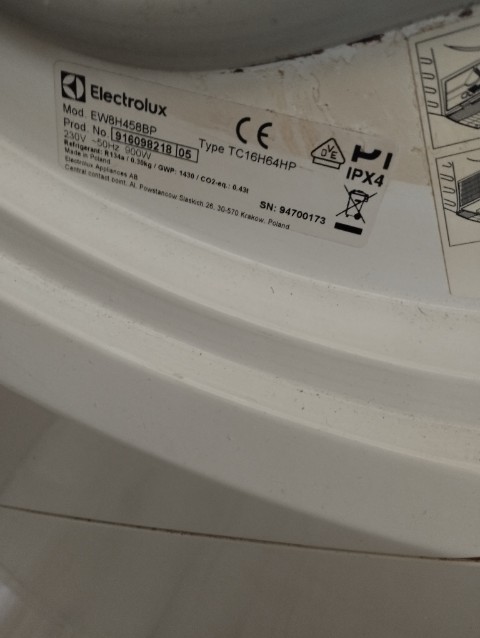 Electrolux
Mod. EW8H458BP
Prod. No. 916098218 05
Type TC16H64HP
230V ~50HZ 900W
Refrigerant: R134a / 0,30kg / GWP: 1430 / CO2-eq.: 0.43t
Made in Poland
Electrolux Appliances AB
Central contact point: Al. Powstancow Slaskich 26, 30-570 Krakow, Poland
SN: 94700173
CE
VDE
IPX4